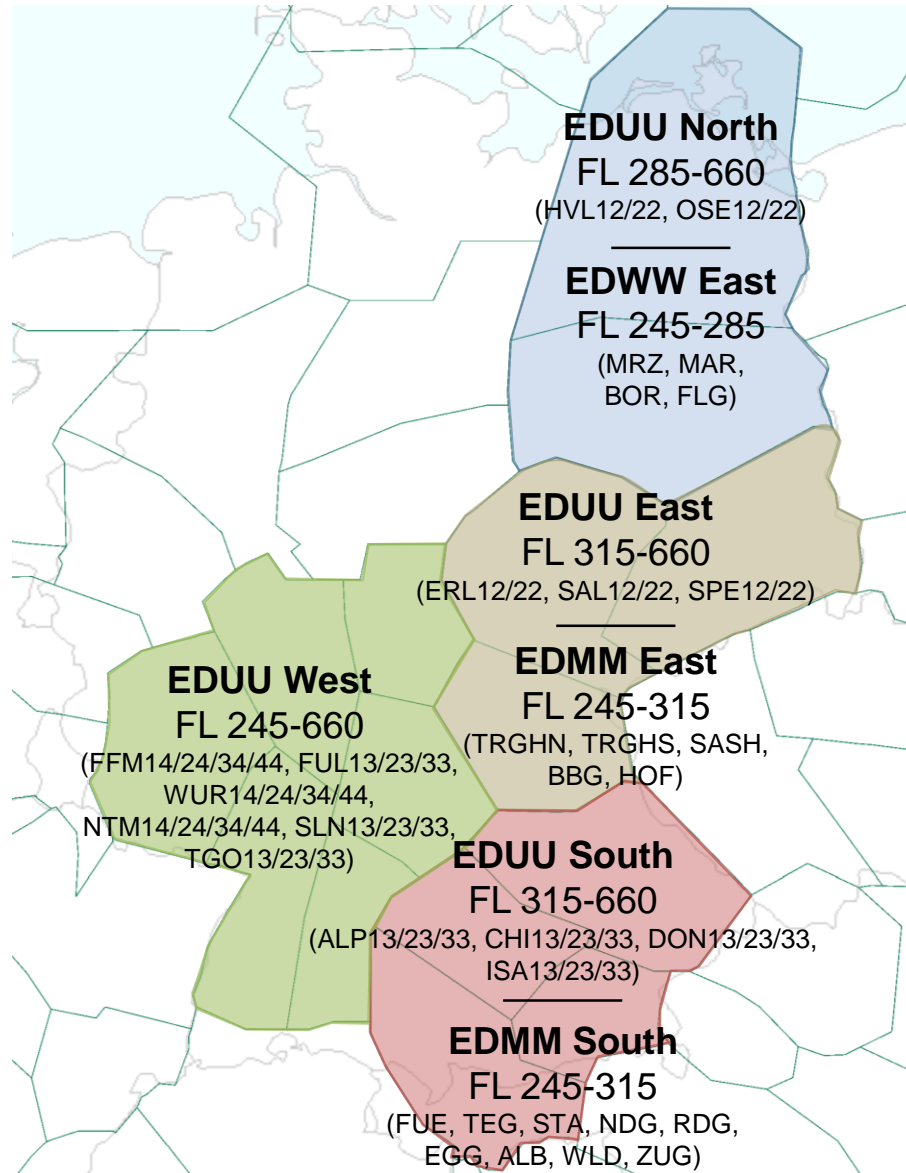 EDUU North
FL 285-660
(HVL12/22, OSE12/22)
EDWW East
FL 245-285
(MRZ, MAR,
BOR, FLG)
EDUU East
FL 315-660
(ERL12/22, SAL12/22, SPE12/22)
EDMM East
FL 245-315
(TRGHN, TRGHS, SASH,
BBG, HOF)
EDUU West
FL 245-660
(FFM14/24/34/44, FUL13/23/33,
WUR14/24/34/44,
NTM14/24/34/44, SLN13/23/33,
TGO13/23/33)
EDUU South
FL 315-660
(ALP13/23/33, CHI13/23/33, DON13/23/33,
ISA13/23/33)
EDMM South
FL 245-315
(FUE, TEG, STA, NDG, RDG,
EGG, ALB, WLD, ZUG)